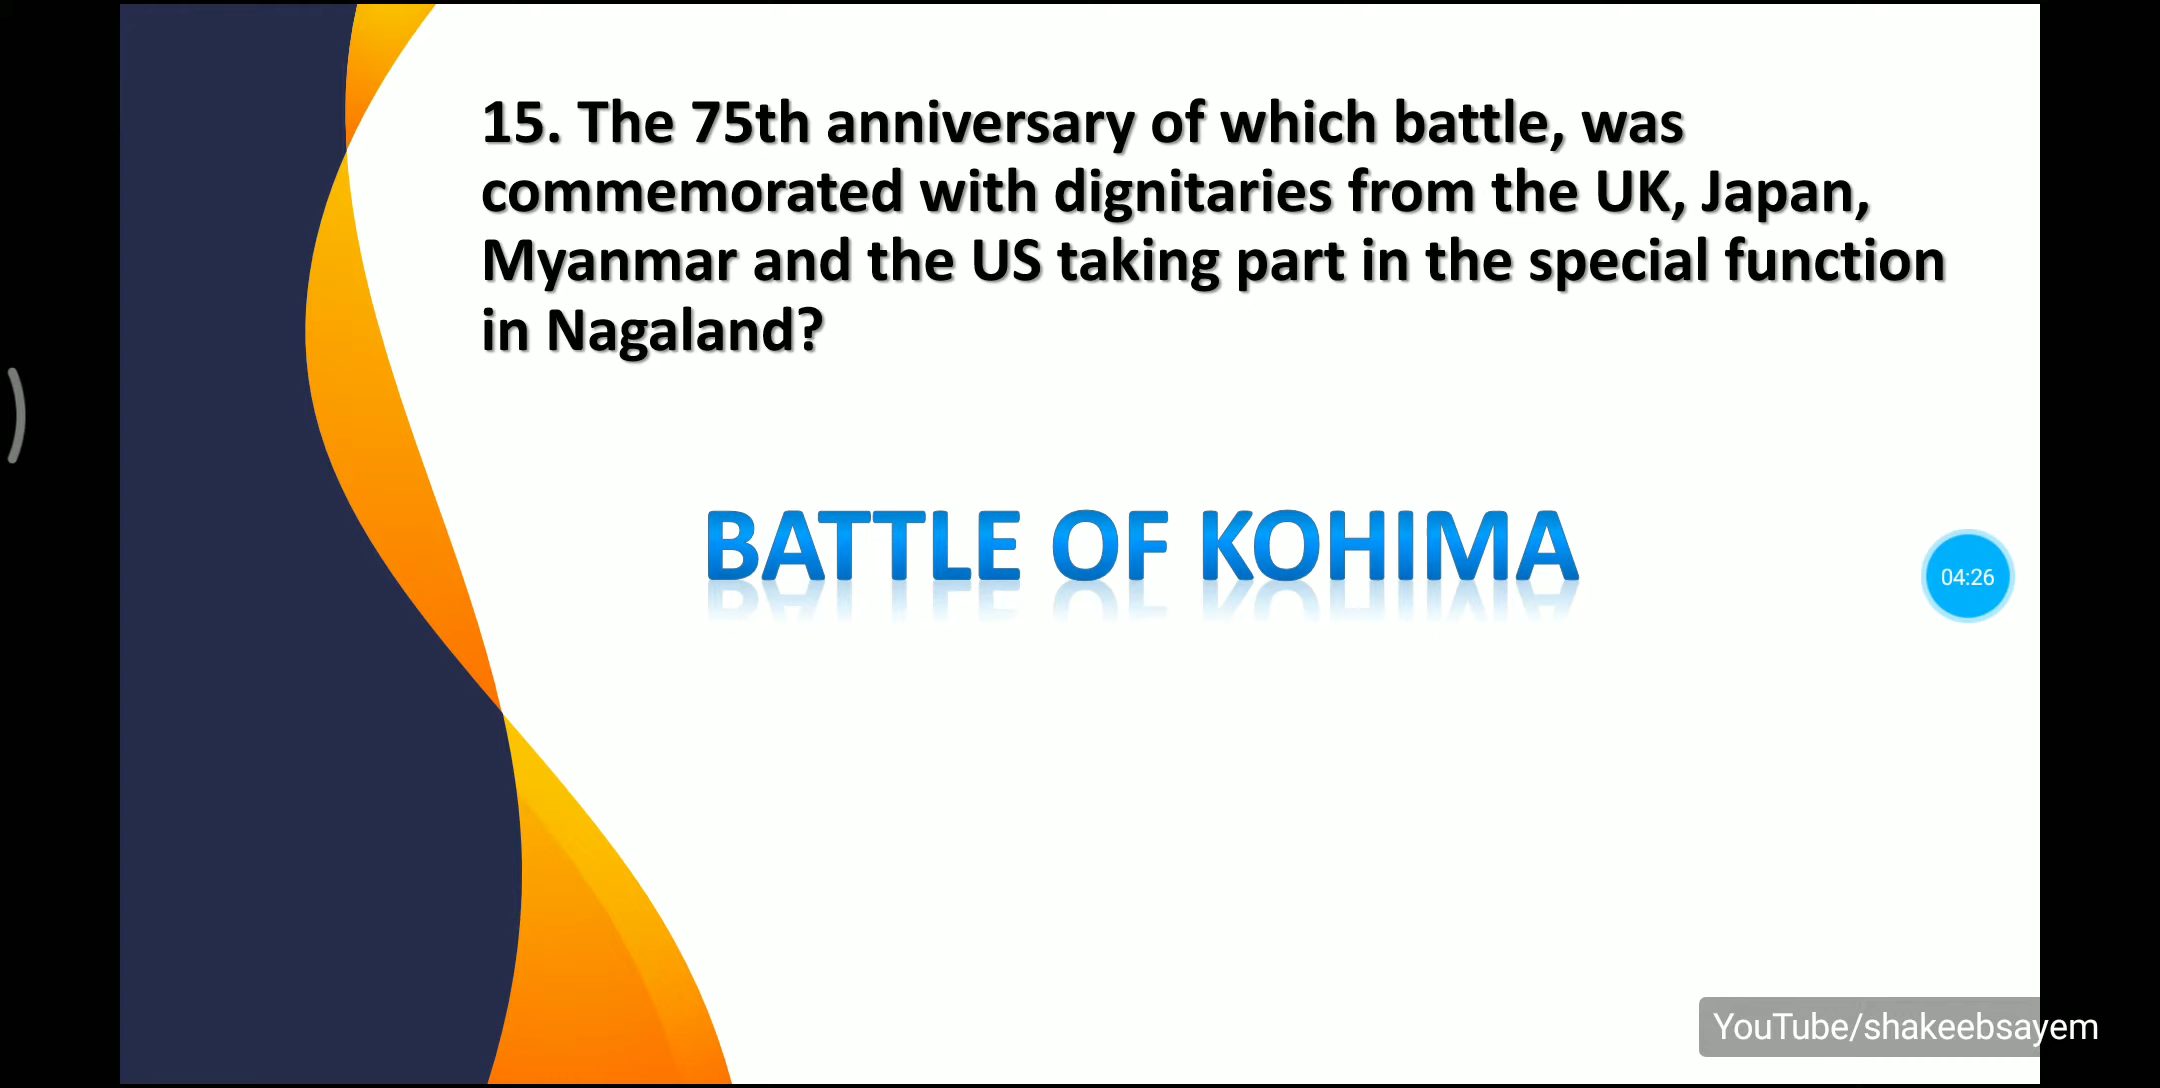 15. The 75th anniversary of which battle, was
commemorated with dignitaries from the UK, Japan,
Myanmar and the US taking part in the special function
in Nagaland?
BATTLE OF KOHIMA
04:26
YouTube/shakeebsayem